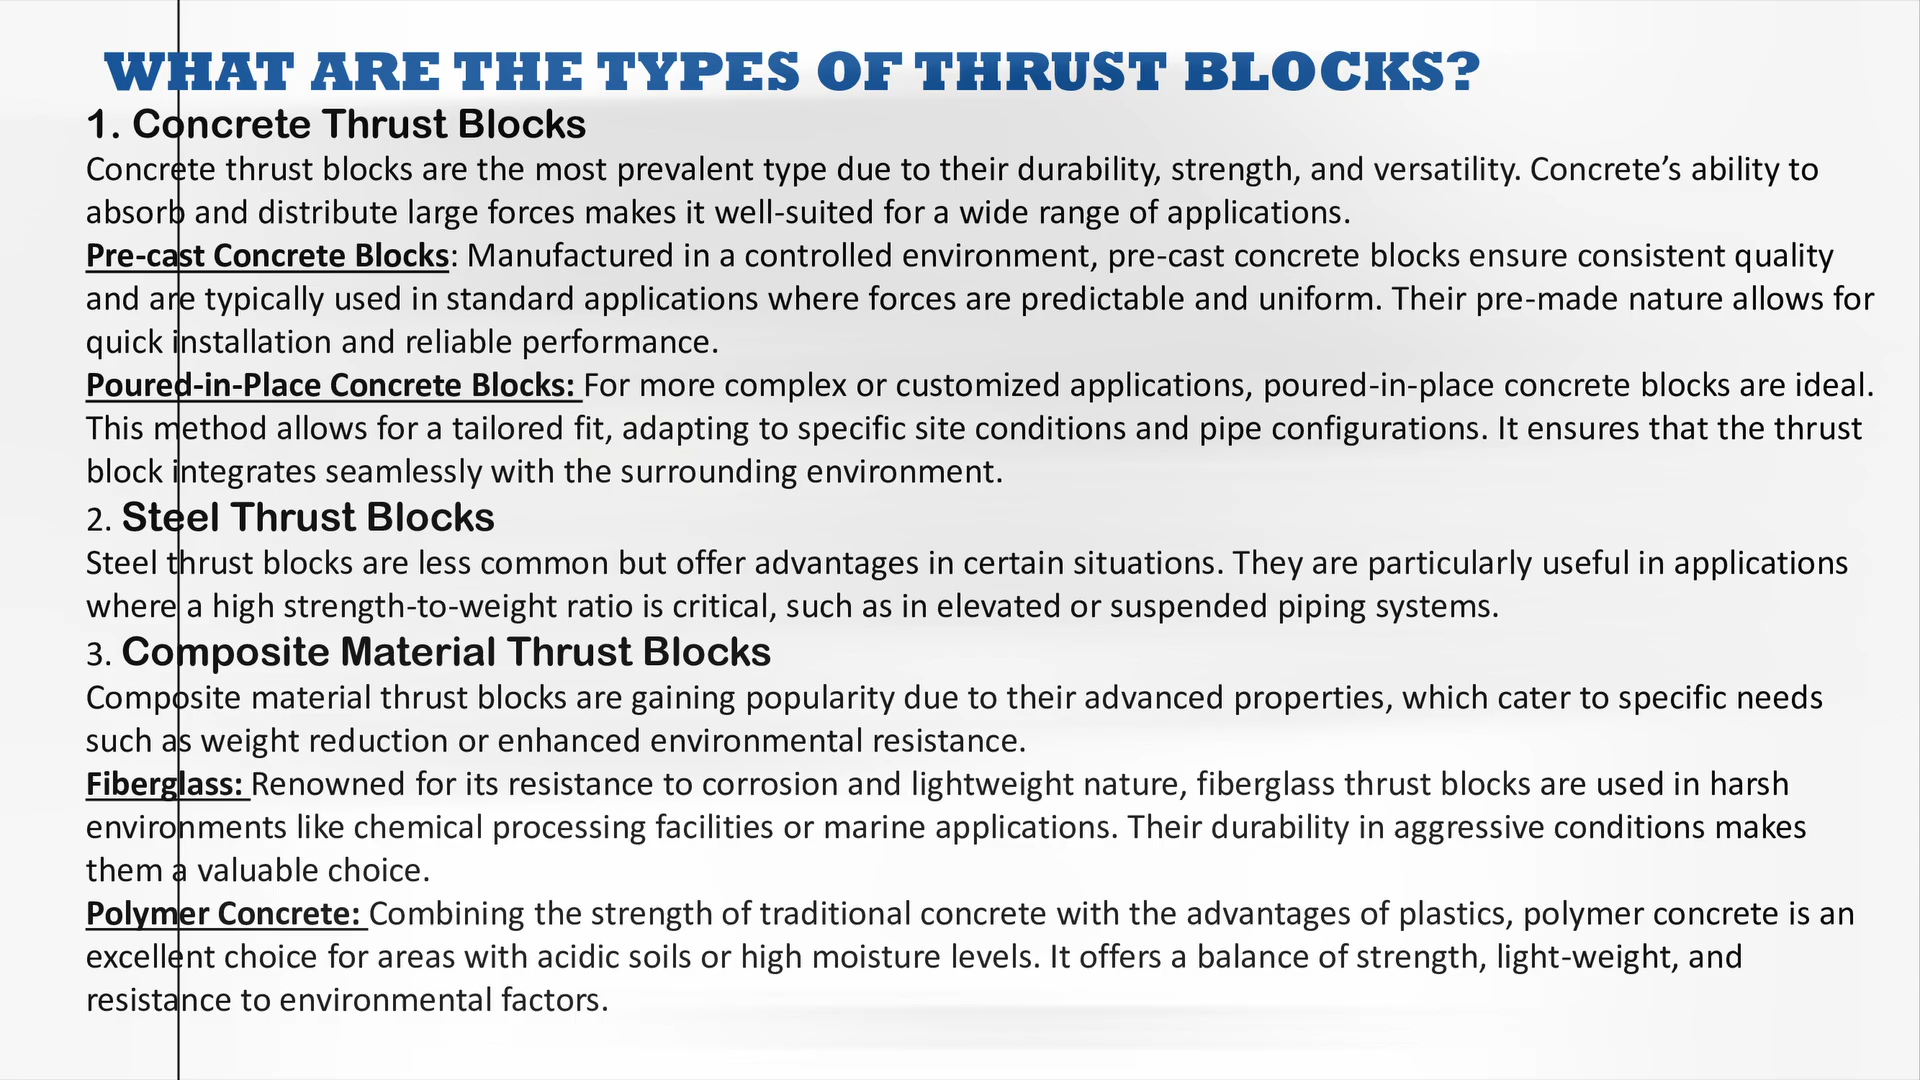 WHAT ARE THE TYPES OF THRUST BLOCKS?
1. Concrete Thrust Blocks
Concrete thrust blocks are the most prevalent type due to their durability, strength, and versatility. Concrete’s ability to
absorb and distribute large forces makes it well-suited for a wide range of applications.
Pre-cast Concrete Blocks: Manufactured in a controlled environment, pre-cast concrete blocks ensure consistent quality
and are typically used in standard applications where forces are predictable and uniform. Their pre-made nature allows for
quick installation and reliable performance.
Poured-in-Place Concrete Blocks: For more complex or customized applications, poured-in-place concrete blocks are ideal.
This method allows for a tailored fit, adapting to specific site conditions and pipe configurations. It ensures that the thrust
block integrates seamlessly with the surrounding environment.
2. Steel Thrust Blocks
Steel thrust blocks are less common but offer advantages in certain situations. They are particularly useful in applications
where a high strength-to-weight ratio is critical, such as in elevated or suspended piping systems.
3. Composite Material Thrust Blocks
Composite material thrust blocks are gaining popularity due to their advanced properties, which cater to specific needs
such as weight reduction or enhanced environmental resistance.
Fiberglass: Renowned for its resistance to corrosion and lightweight nature, fiberglass thrust blocks are used in harsh
environments like chemical processing facilities or marine applications. Their durability in aggressive conditions makes
them a valuable choice.
Polymer Concrete: Combining the strength of traditional concrete with the advantages of plastics, polymer concrete is an
excellent choice for areas with acidic soils or high moisture levels. It offers a balance of strength, light-weight, and
resistance to environmental factors.